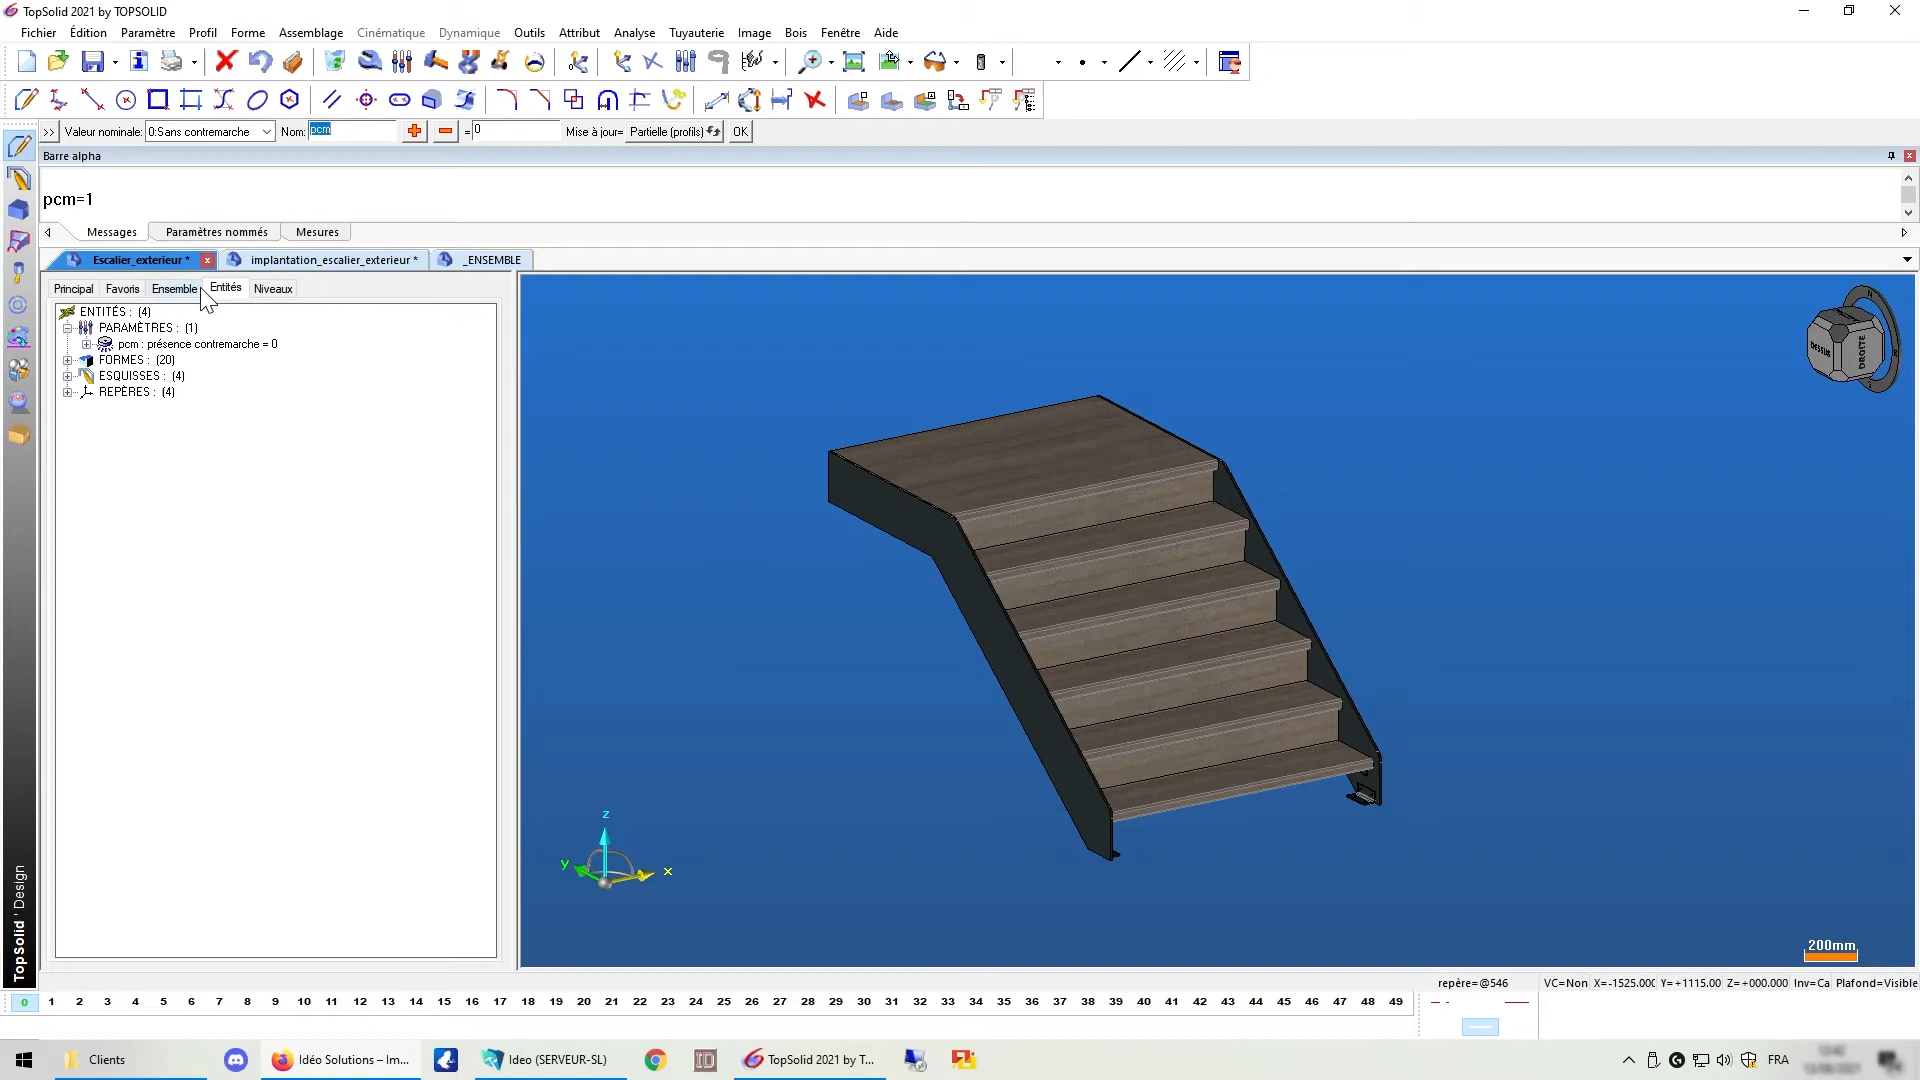 TopSolid 2021 by TOPSOLID
Fichier Édition Paramètre Profil Forme Assemblage Cinématique Dynamique Outils Attribut Analyse Tuyauterie Image Bois Fenêtre Aide
>> Valeur nominale: 0:Sans contremarche Nom: pcm = 0 Mise à jour= Partielle (profils) OK
Barre alpha
pcm=1
Messages Paramètres nommés Mesures
Escalier_exterieur * implantation_escalier_exterieur * _ENSEMBLE
Principal Favoris Ensemble Entités Niveaux
ENTITÉS : (4)
PARAMÈTRES : (1)
pcm : présence contremarche = 0
FORMES : (20)
ESQUISSES : (4)
REPÈRES : (4)
DESSUS
DROITE
z
y
x
200mm
TopSolid'Design
repère=@546 VC=Non X=-1525.000 Y=+1115.00 Z=+000.000 Inv=Ca Plafond=Visible
0 1 2 3 4 5 6 7 8 9 10 11 12 13 14 15 16 17 18 19 20 21 22 23 24 25 26 27 28 29 30 31 32 33 34 35 36 37 38 39 40 41 42 43 44 45 46 47 48 49
Clients Idéo Solutions – Im... Ideo (SERVEUR-SL) ID TopSolid 2021 by T... FRA